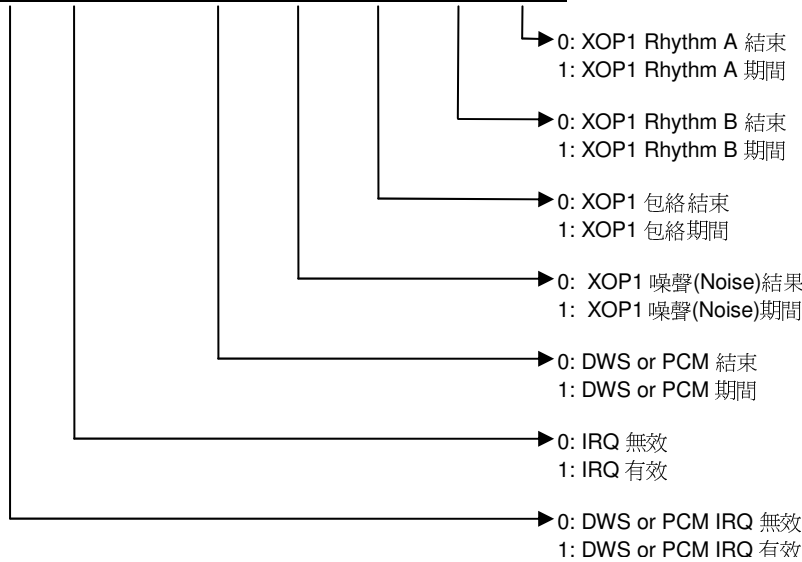 0: XOP1 Rhythm A 結束
1: XOP1 Rhythm A 期間
0: XOP1 Rhythm B 結束
1: XOP1 Rhythm B 期間
0: XOP1 包絡結束
1: XOP1 包絡期間
0: XOP1 噪聲(Noise)結果
1: XOP1 噪聲(Noise)期間
0: DWS or PCM 結束
1: DWS or PCM 期間
0: IRQ 無效
1: IRQ 有效
0: DWS or PCM IRQ 無效
1: DWS or PCM IRQ 有效